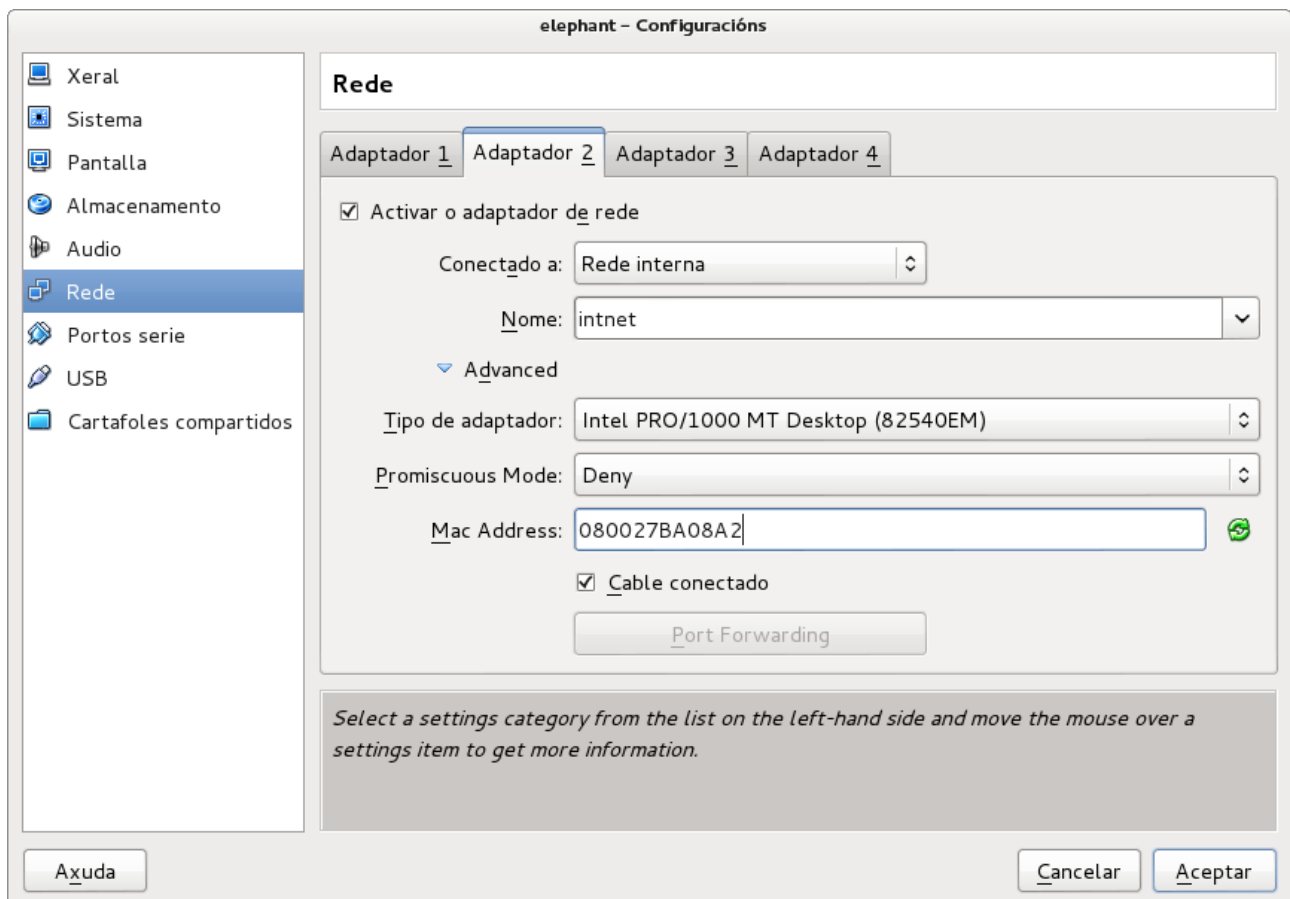 elephant – Configuracións
Xeral
Sistema
Pantalla
Almacenamento
Audio
Rede
Portos serie
USB
Cartafoles compartidos
Rede
Adaptador 1 Adaptador 2 Adaptador 3 Adaptador 4
Activar o adaptador de rede
Conectado a: Rede interna
Nome: intnet
Advanced
Tipo de adaptador: Intel PRO/1000 MT Desktop (82540EM)
Promiscuous Mode: Deny
Mac Address: 080027BA08A2
Cable conectado
Port Forwarding
Select a settings category from the list on the left-hand side and move the mouse over a
settings item to get more information.
Axuda Cancelar Aceptar